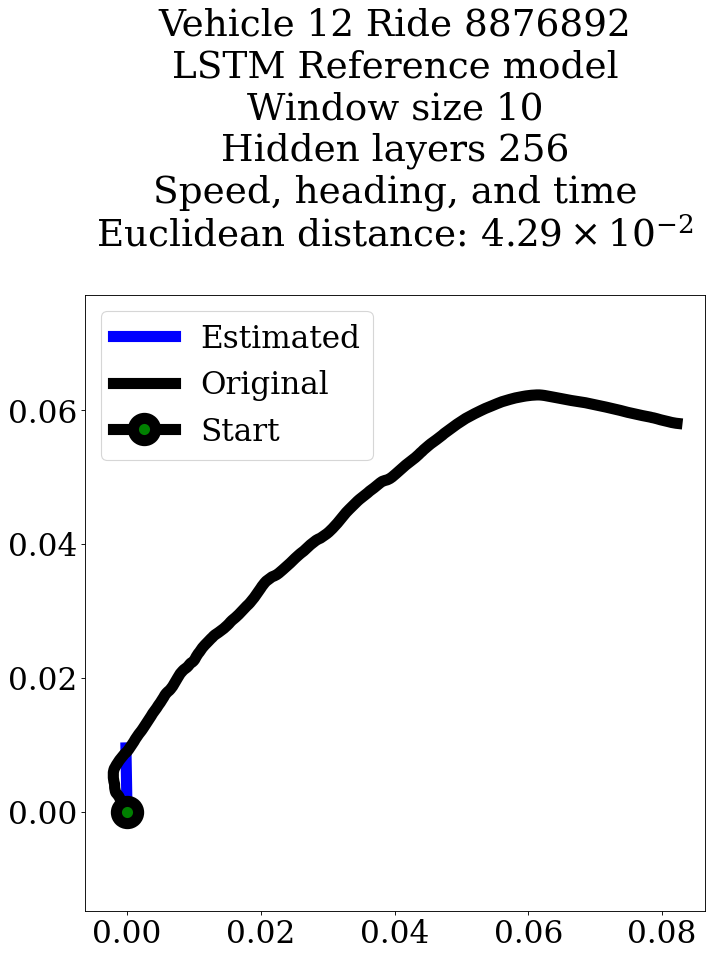 Vehicle 12 Ride 8876892
LSTM Reference model
Window size 10
Hidden layers 256
Speed, heading, and time
Euclidean distance: 4.29 × 10⁻²
Estimated
Original
Start
0.06
0.04
0.02
0.00
0.00 0.02 0.04 0.06 0.08